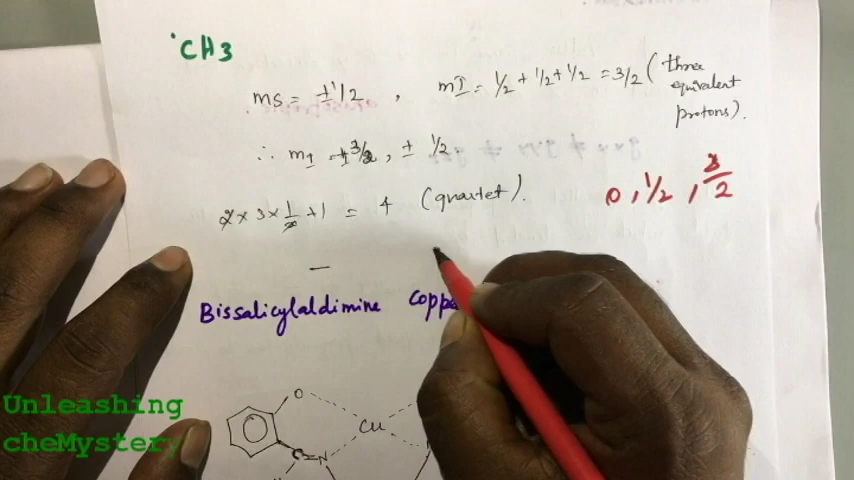 •CH3
ms = ±1/2 , mI = 1/2 + 1/2 + 1/2 = 3/2 ( three
equivalent
protons).
∴ mI = ±3/2, ± 1/2
2 × 3 × 1/2 + 1 = 4 (quartet).
0, 1/2, 3/2
Bissalicylaldimine Coppe
O
Cu
C=N
Unleashing
cheMystery